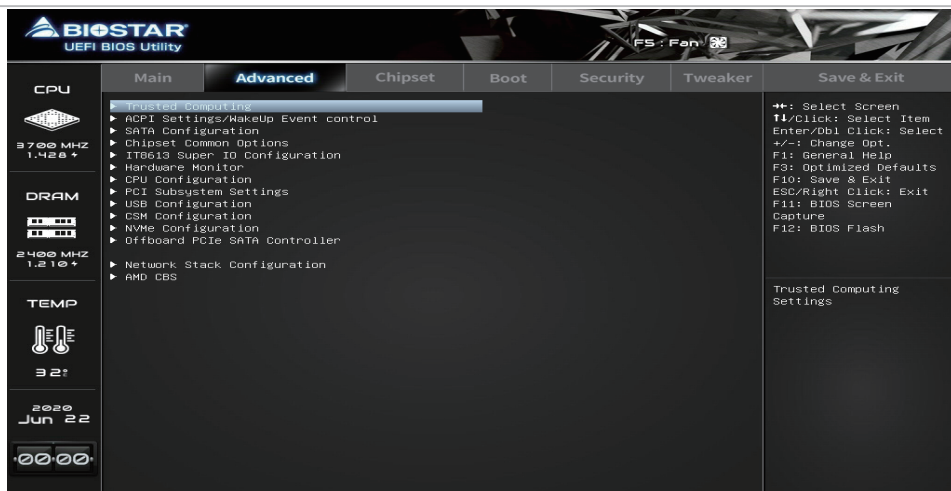 BIOSTAR®
UEFI BIOS Utility
F5 : Fan
Main
Advanced
Chipset
Boot
Security
Tweaker
Save & Exit
CPU
3700 MHZ
1.428 +
DRAM
2400 MHZ
1.210 +
TEMP
32°
2020
Jun 22
00:00
Trusted Computing
ACPI Settings/WakeUp Event control
SATA Configuration
Chipset Common Options
IT8613 Super IO Configuration
Hardware Monitor
CPU Configuration
PCI Subsystem Settings
USB Configuration
CSM Configuration
NVMe Configuration
Offboard PCIe SATA Controller
Network Stack Configuration
AMD CBS
→←: Select Screen
↑↓/Click: Select Item
Enter/Dbl Click: Select
+/-: Change Opt.
F1: General Help
F3: Optimized Defaults
F10: Save & Exit
ESC/Right Click: Exit
F11: BIOS Screen
Capture
F12: BIOS Flash
Trusted Computing
Settings